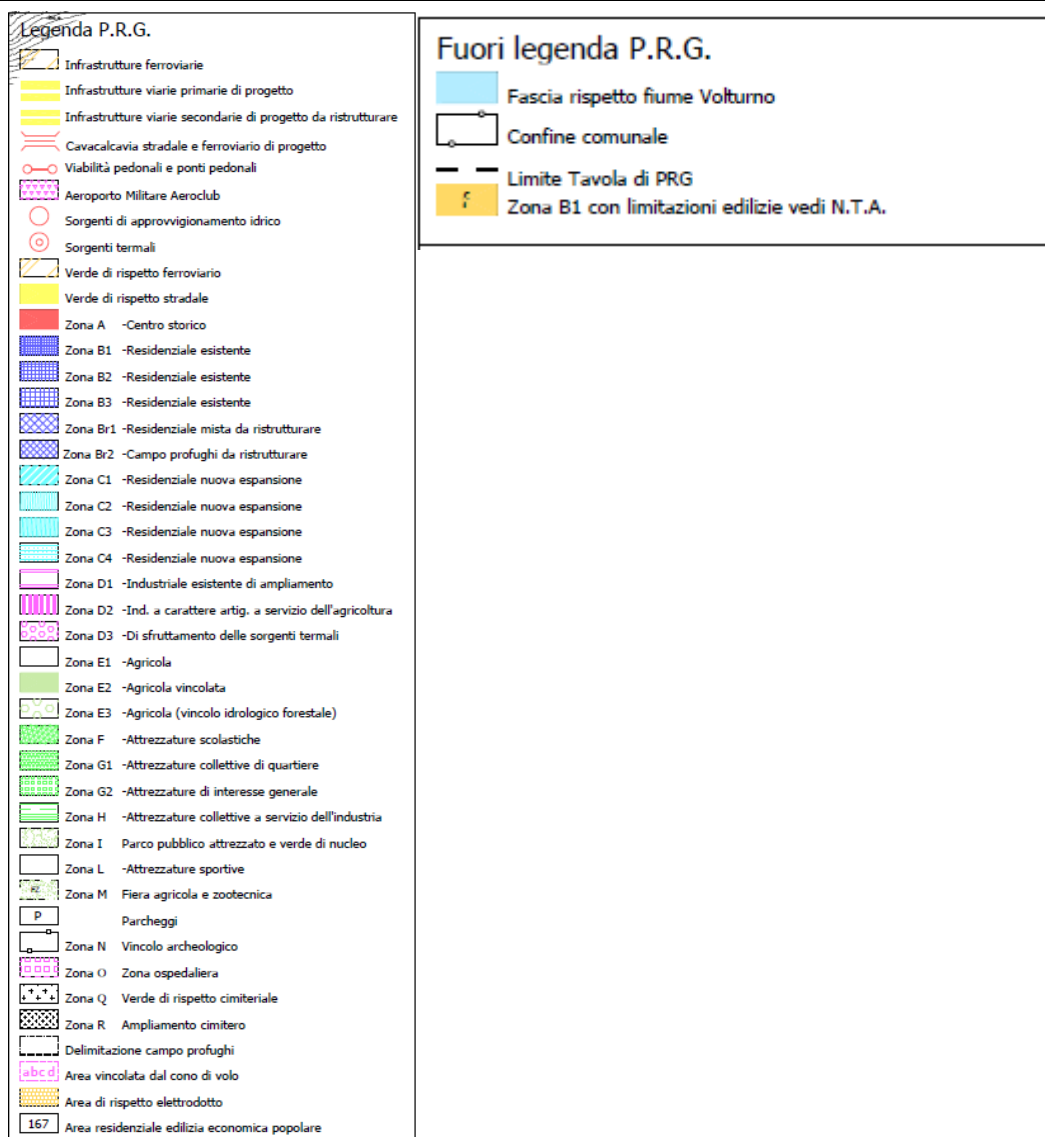 Legenda P.R.G.
Infrastrutture ferroviarie
Infrastrutture viarie primarie di progetto
Infrastrutture viarie secondarie di progetto da ristrutturare
Cavacalcavia stradale e ferroviario di progetto
Viabilità pedonali e ponti pedonali
Aeroporto Militare Aeroclub
Sorgenti di approvvigionamento idrico
Sorgenti termali
Verde di rispetto ferroviario
Verde di rispetto stradale
Zona A -Centro storico
Zona B1 -Residenziale esistente
Zona B2 -Residenziale esistente
Zona B3 -Residenziale esistente
Zona Br1 -Residenziale mista da ristrutturare
Zona Br2 -Campo profughi da ristrutturare
Zona C1 -Residenziale nuova espansione
Zona C2 -Residenziale nuova espansione
Zona C3 -Residenziale nuova espansione
Zona C4 -Residenziale nuova espansione
Zona D1 -Industriale esistente di ampliamento
Zona D2 -Ind. a carattere artig. a servizio dell'agricoltura
Zona D3 -Di sfruttamento delle sorgenti termali
Zona E1 -Agricola
Zona E2 -Agricola vincolata
Zona E3 -Agricola (vincolo idrologico forestale)
Zona F -Attrezzature scolastiche
Zona G1 -Attrezzature collettive di quartiere
Zona G2 -Attrezzature di interesse generale
Zona H -Attrezzature collettive a servizio dell'industria
Zona I Parco pubblico attrezzato e verde di nucleo
Zona L -Attrezzature sportive
FZ Zona M Fiera agricola e zootecnica
P Parcheggi
Zona N Vincolo archeologico
Zona O Zona ospedaliera
Zona Q Verde di rispetto cimiteriale
Zona R Ampliamento cimitero
Delimitazione campo profughi
abcd Area vincolata dal cono di volo
Area di rispetto elettrodotto
167 Area residenziale edilizia economica popolare
Fuori legenda P.R.G.
Fascia rispetto fiume Volturno
Confine comunale
Limite Tavola di PRG
Zona B1 con limitazioni edilizie vedi N.T.A.